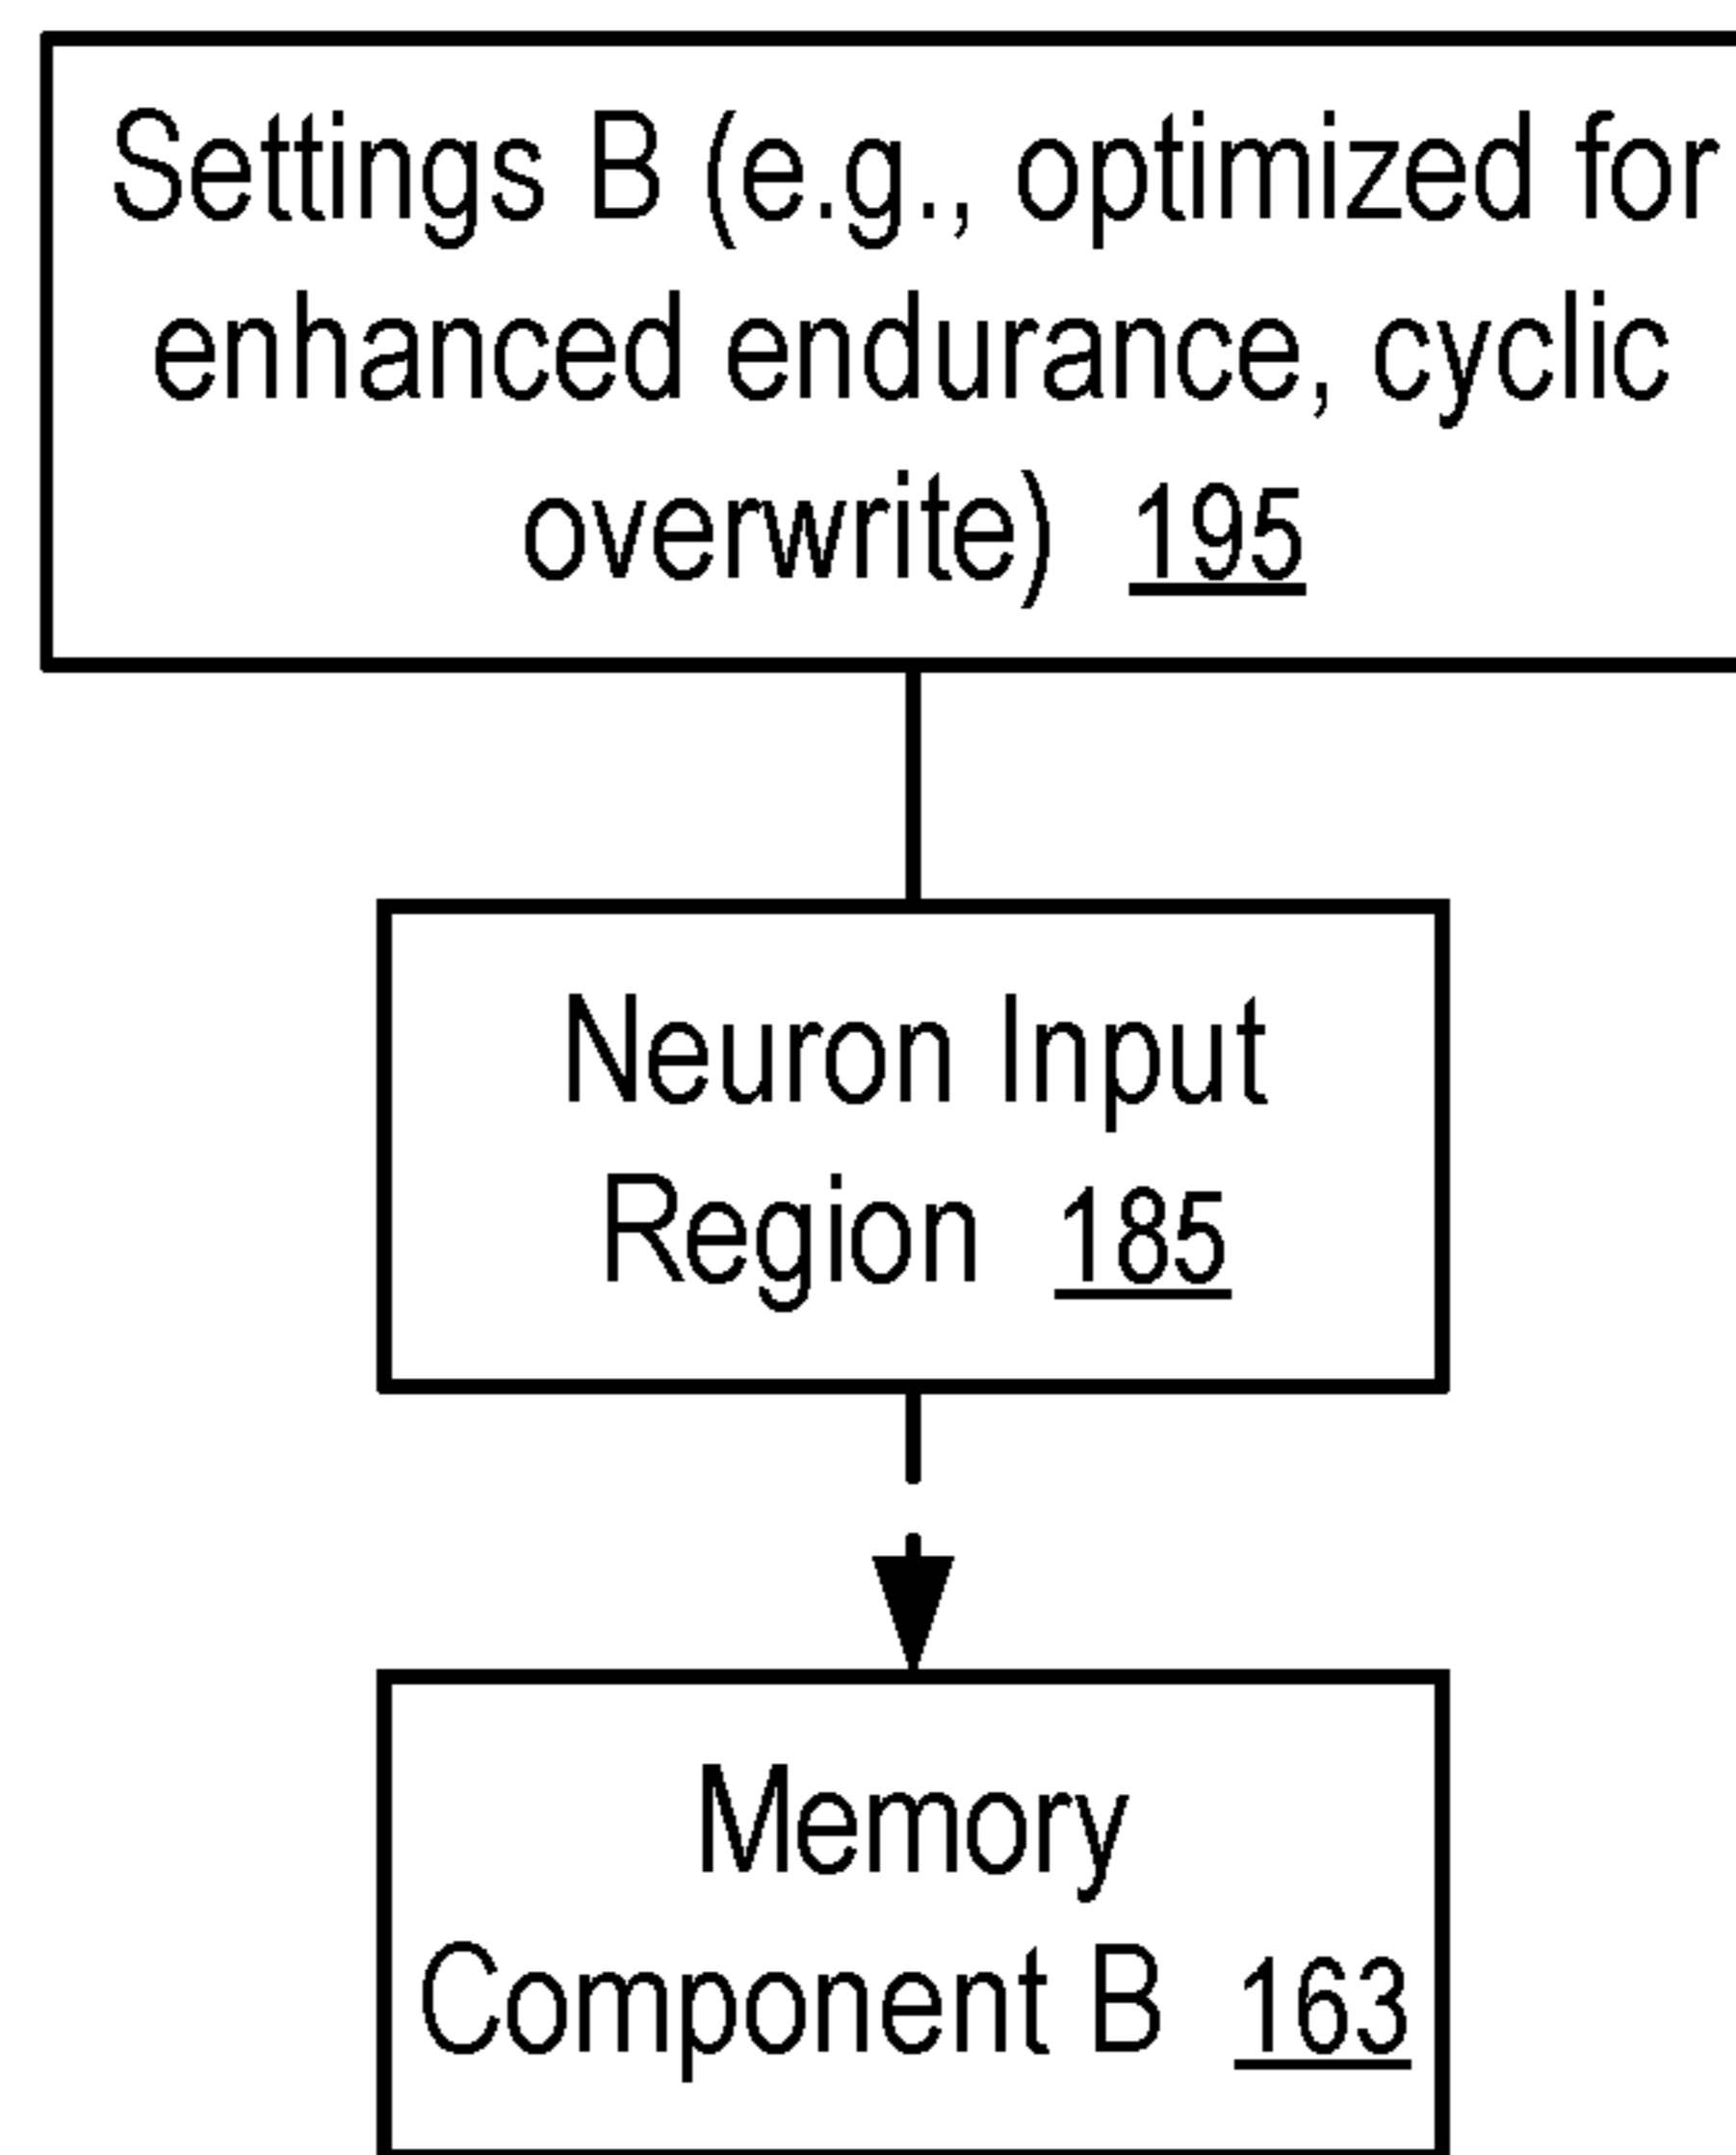 Settings B (e.g., optimized for
enhanced endurance, cyclic
overwrite) 195
Neuron Input
Region 185
Memory
Component B 163